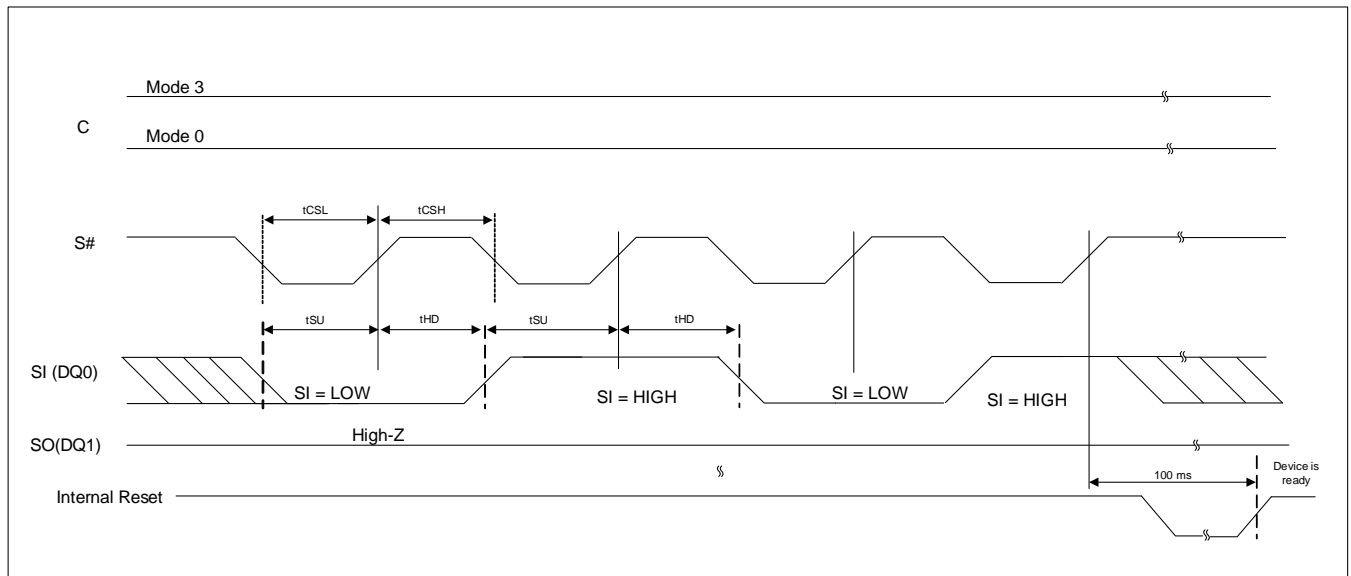 Mode 3
C
Mode 0
tCSL
tCSH
S#
tSU
tHD
tSU
tHD
SI (DQ0)
SI = LOW
SI = HIGH
SI = LOW
SI = HIGH
High-Z
SO(DQ1)
100 ms
Device is
ready
Internal Reset